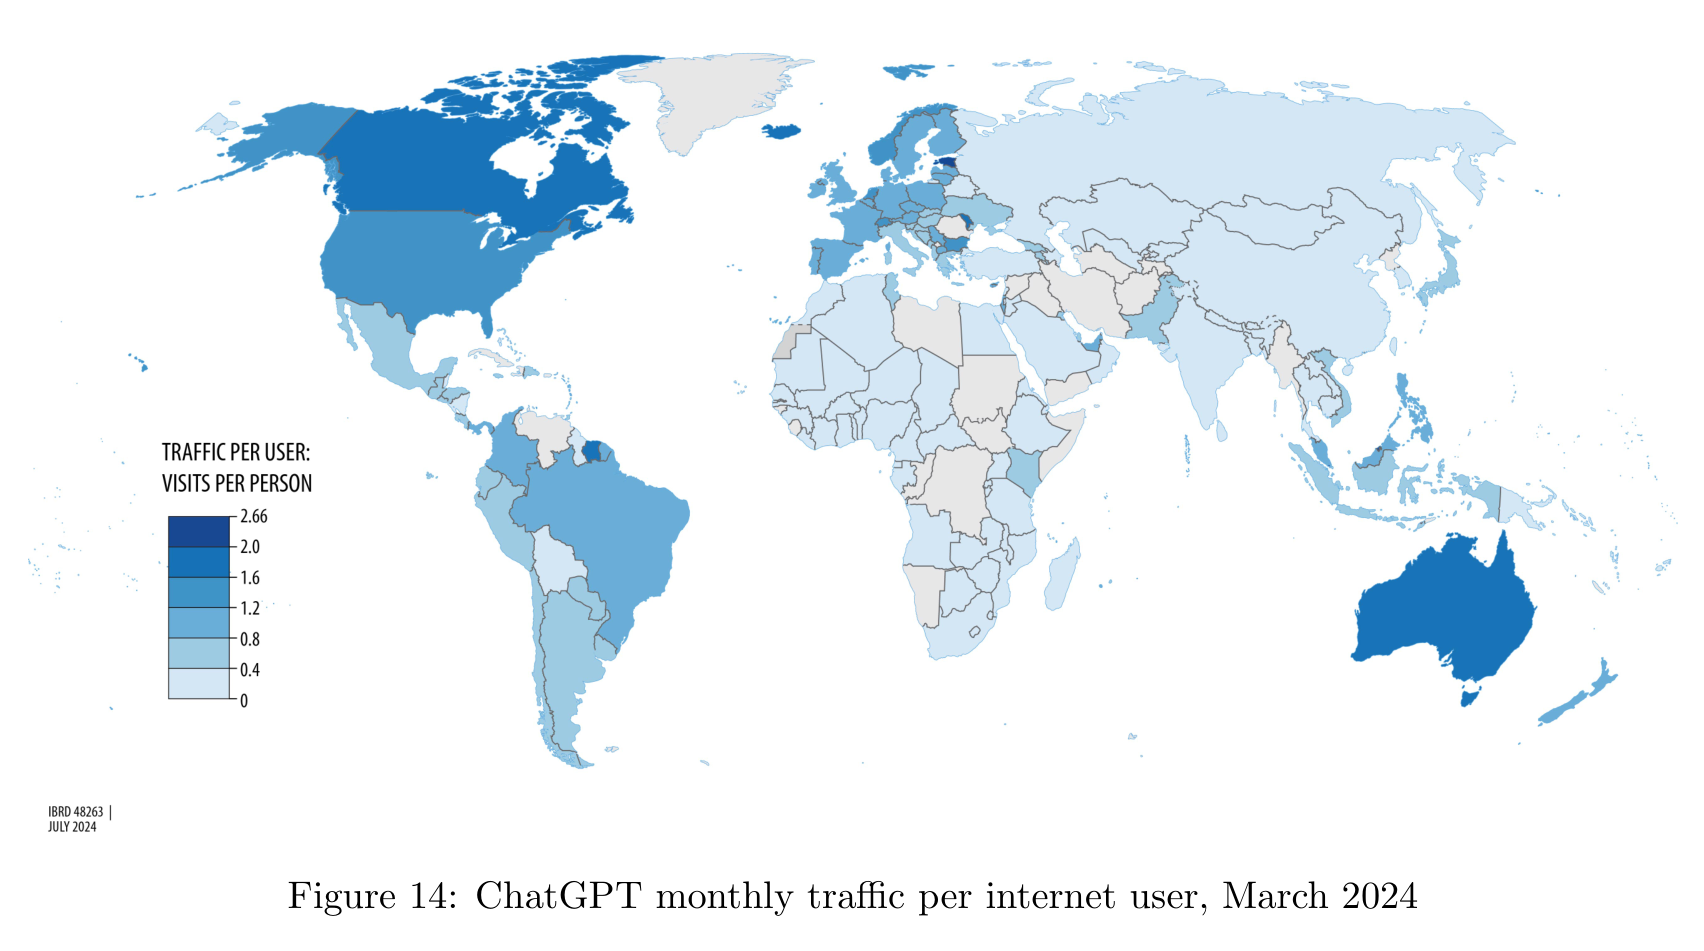 TRAFFIC PER USER:
VISITS PER PERSON
2.66
2.0
1.6
1.2
0.8
0.4
0
IBRD 48263 |
JULY 2024
Figure 14: ChatGPT monthly traffic per internet user, March 2024